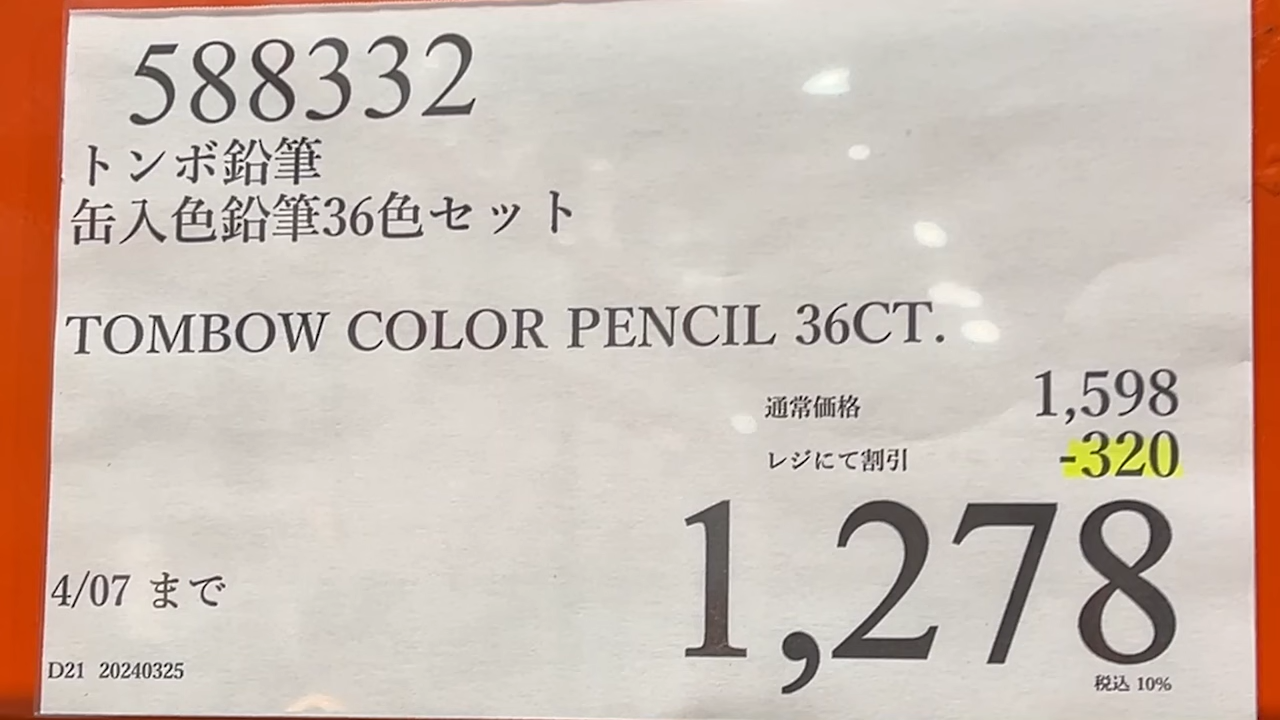 588332
トンボ鉛筆
缶入色鉛筆36色セット
TOMBOW COLOR PENCIL 36CT.
通常価格 1,598
レジにて割引 -320
1,278
4/07 まで
税込 10%
D21 20240325